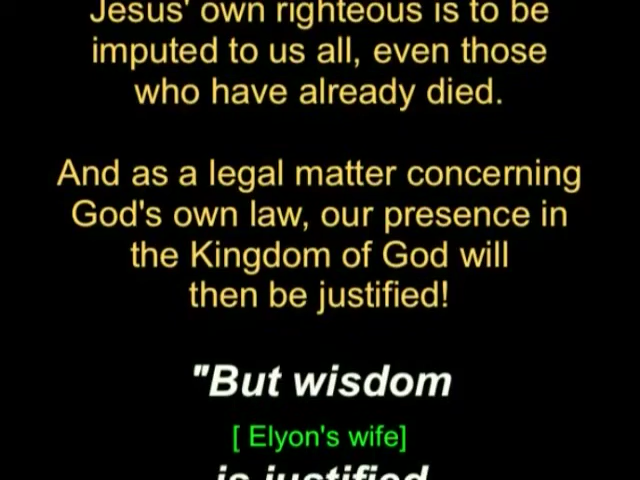 Jesus' own righteous is to be
imputed to us all, even those
who have already died.
And as a legal matter concerning
God's own law, our presence in
the Kingdom of God will
then be justified!
"But wisdom
[ Elyon's wife]
is justified